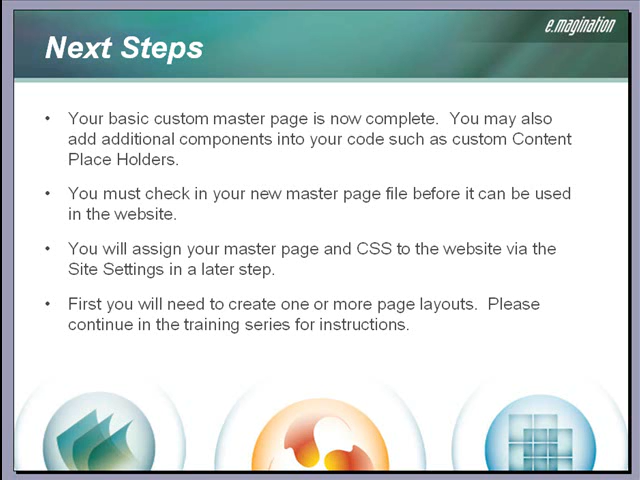 e.magination
Next Steps
• Your basic custom master page is now complete.  You may also
add additional components into your code such as custom Content
Place Holders.
• You must check in your new master page file before it can be used
in the website.
• You will assign your master page and CSS to the website via the
Site Settings in a later step.
• First you will need to create one or more page layouts.  Please
continue in the training series for instructions.